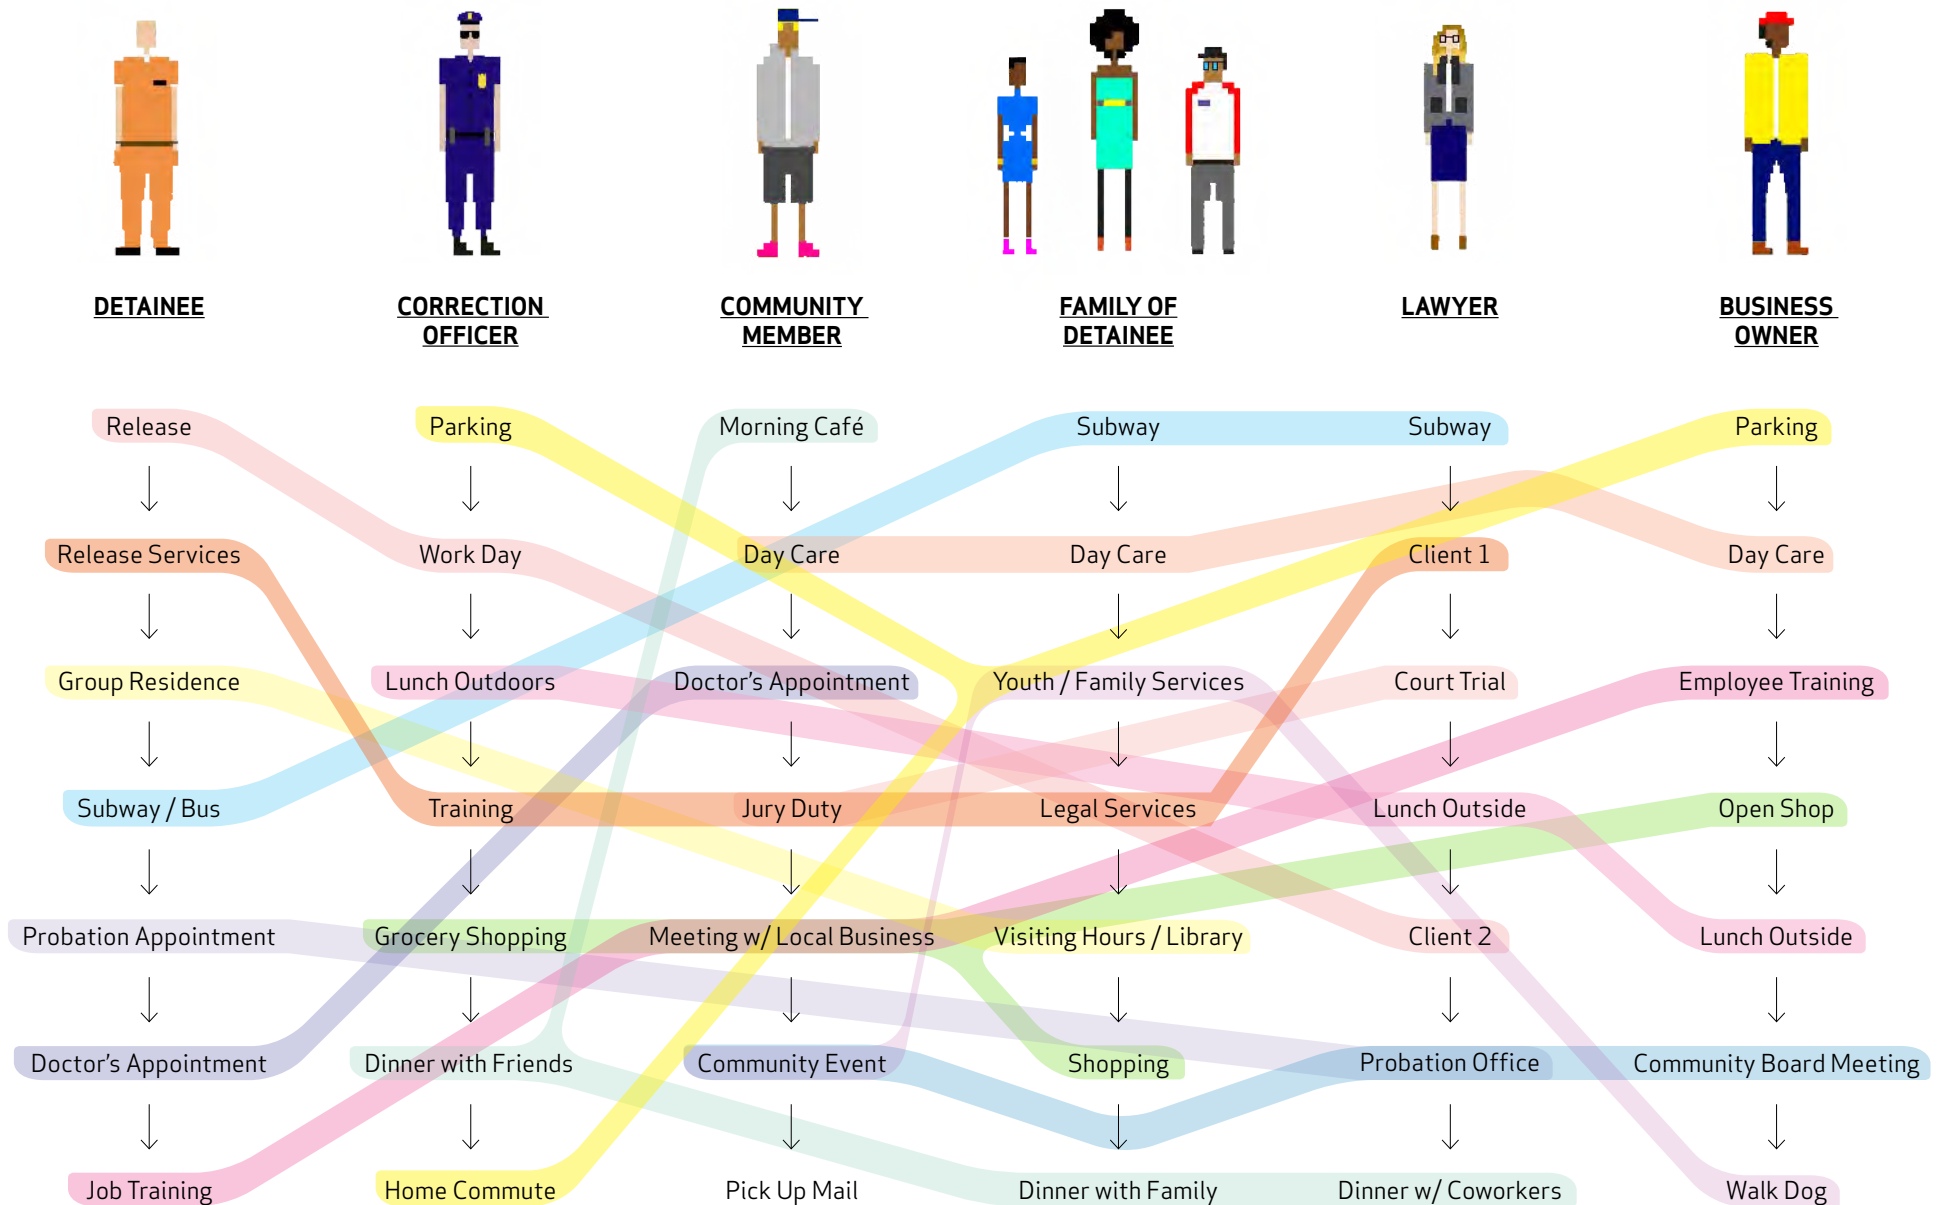 DETAINEE
CORRECTION
OFFICER
COMMUNITY
MEMBER
FAMILY OF
DETAINEE
LAWYER
BUSINESS
OWNER
Release
Parking
Morning Café
Subway
Subway
Parking
Release Services
Work Day
Day Care
Day Care
Client 1
Day Care
Group Residence
Lunch Outdoors
Doctor's Appointment
Youth / Family Services
Court Trial
Employee Training
Subway / Bus
Training
Jury Duty
Legal Services
Lunch Outside
Open Shop
Probation Appointment
Grocery Shopping
Meeting w/ Local Business
Visiting Hours / Library
Client 2
Lunch Outside
Doctor's Appointment
Dinner with Friends
Community Event
Shopping
Probation Office
Community Board Meeting
Job Training
Home Commute
Pick Up Mail
Dinner with Family
Dinner w/ Coworkers
Walk Dog